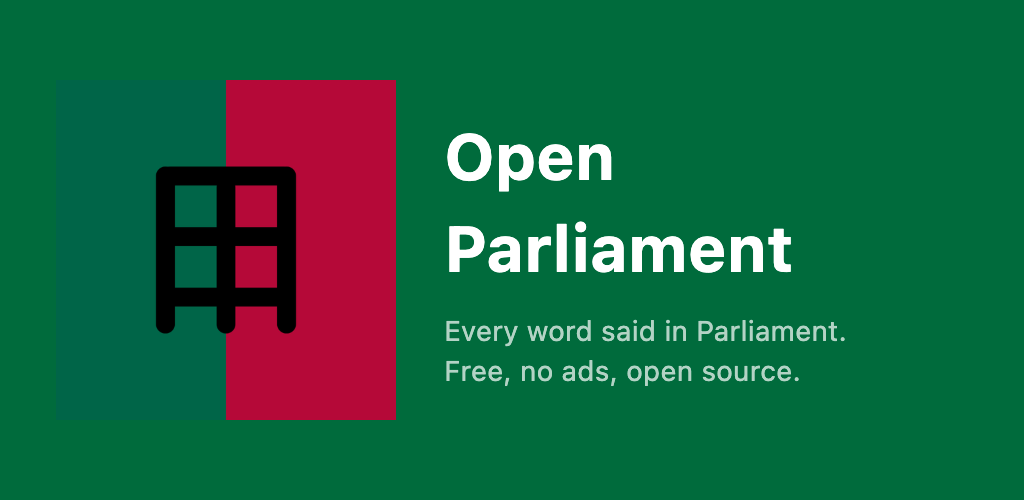 Open
Parliament
Every word said in Parliament.
Free, no ads, open source.